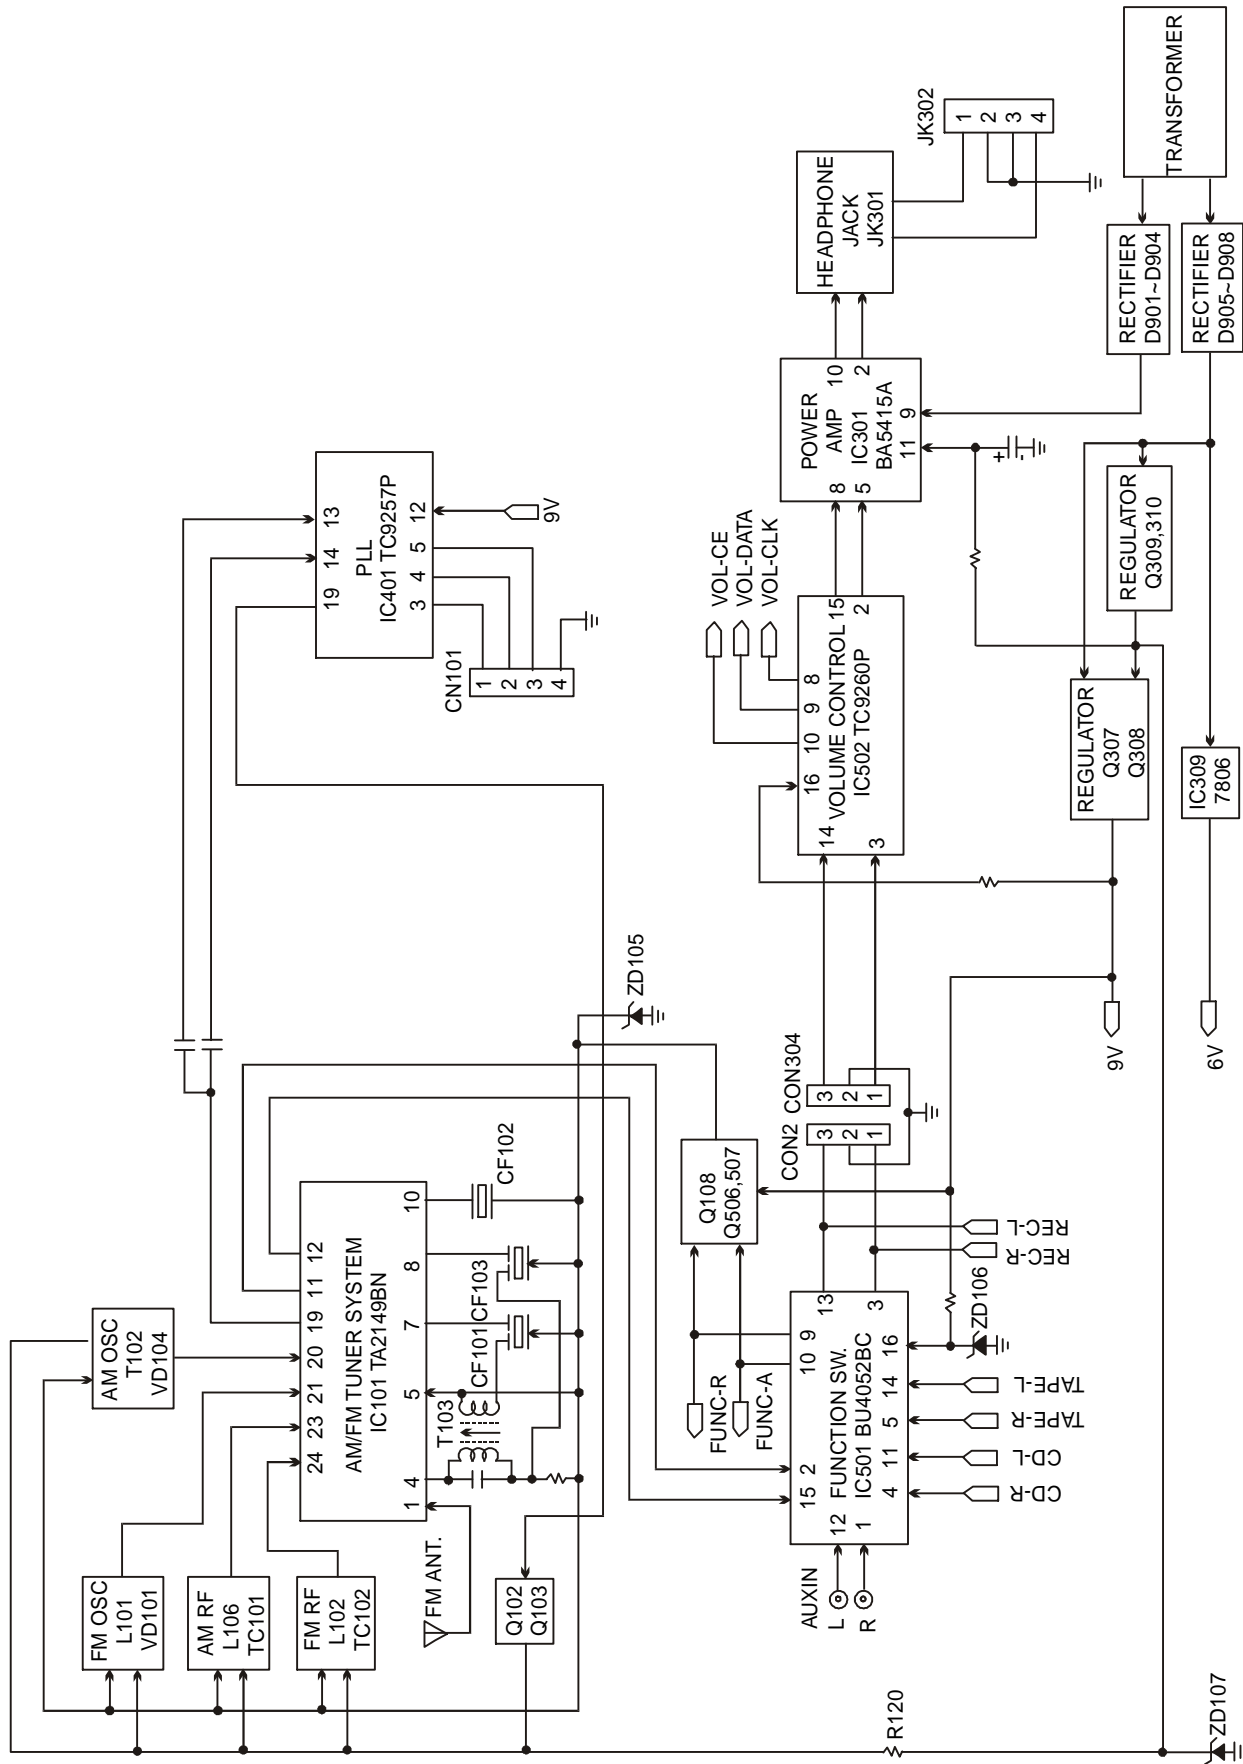 AM OSC
T102
VD104
FM OSC
L101
VD101
AM RF
L106
TC101
FM RF
L102
TC102
FM ANT.
Q102
Q103
24 23 21 20 19 11 12
AM/FM TUNER SYSTEM
IC101 TA2149BN
1 4 5 7 8 10
T103
CF101
CF103
CF102
ZD105
19 14 13
PLL
IC401 TC9257P
3 4 5 12
9V
CN101
1
2
3
4
Q108
Q506,507
FUNC-R
FUNC-A
AUXIN
L
R
15 2 10 9
12
1
FUNCTION SW.
IC501 BU4052BC
13
3
4 11 5 14 16
CD-R
CD-L
TAPE-R
TAPE-L
ZD106
REC-R
REC-L
CON2
3
2
1
CON304
3
2
1
14
3
16 10 9 8
VOLUME CONTROL
IC502 TC9260P
15
2
VOL-CE
VOL-DATA
VOL-CLK
8
5
POWER
AMP
IC301
BA5415A
10
2
11 9
+
-
HEADPHONE
JACK
JK301
JK302
1
2
3
4
TRANSFORMER
RECTIFIER
D901~D904
RECTIFIER
D905~D908
REGULATOR
Q309,310
REGULATOR
Q307
Q308
IC309
7806
9V
6V
R120
ZD107